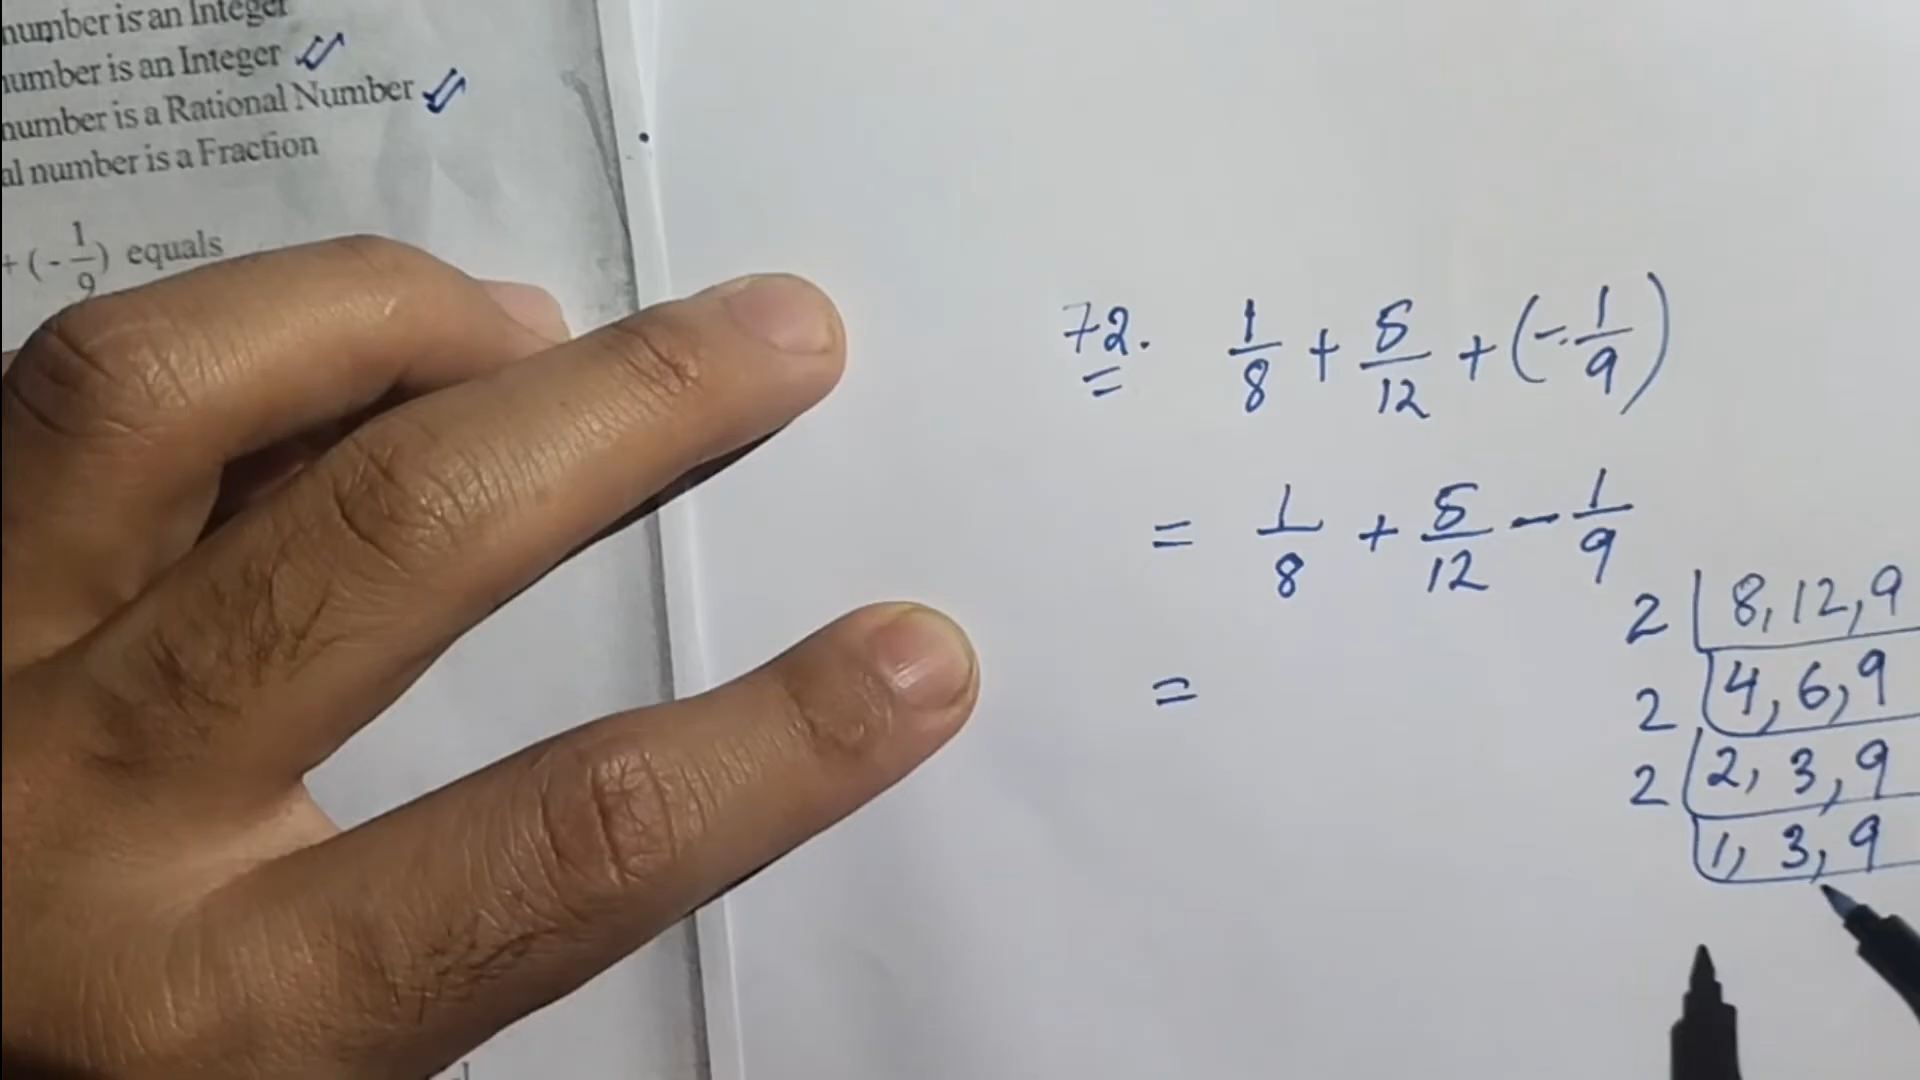 number is an Integer
number is an Integer
number is a Rational Number
al number is a Fraction
+ (- 1/9) equals
72. 1/8 + 5/12 + (- 1/9)
= 1/8 + 5/12 - 1/9
2 | 8, 12, 9
= 2 | 4, 6, 9
2 | 2, 3, 9
1, 3, 9